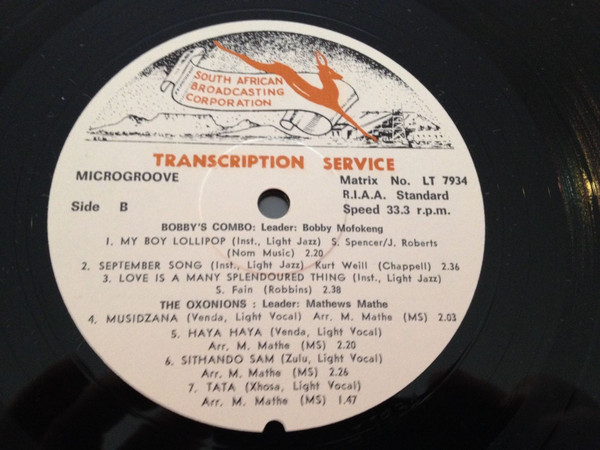 SOUTH AFRICAN
BROADCASTING
CORPORATION
TRANSCRIPTION SERVICE
MICROGROOVE
Matrix No. LT 7934
R.I.A.A. Standard
Side B
Speed 33.3 r.p.m.
BOBBY'S COMBO: Leader: Bobby Mofokeng
1. MY BOY LOLLIPOP (Inst., Light Jazz) S. Spencer/J. Roberts
(Nom Music) 2.20
2. SEPTEMBER SONG (Inst., Light Jazz) Kurt Weill (Chappell) 2.36
3. LOVE IS A MANY SPLENDOURED THING (Inst., Light Jazz)
S. Fain (Robbins) 2.38
THE OXONIONS : Leader: Mathews Mathe
4. MUSIDZANA (Venda, Light Vocal) Arr. M. Mathe (MS) 2.03
5. HAYA HAYA (Venda, Light Vocal)
Arr. M. Mathe (MS) 2.20
6. SITHANDO SAM (Zulu, Light Vocal)
Arr. M. Mathe (MS) 2.26
7. TATA (Xhosa, Light Vocal)
Arr. M. Mathe (MS) 1.47